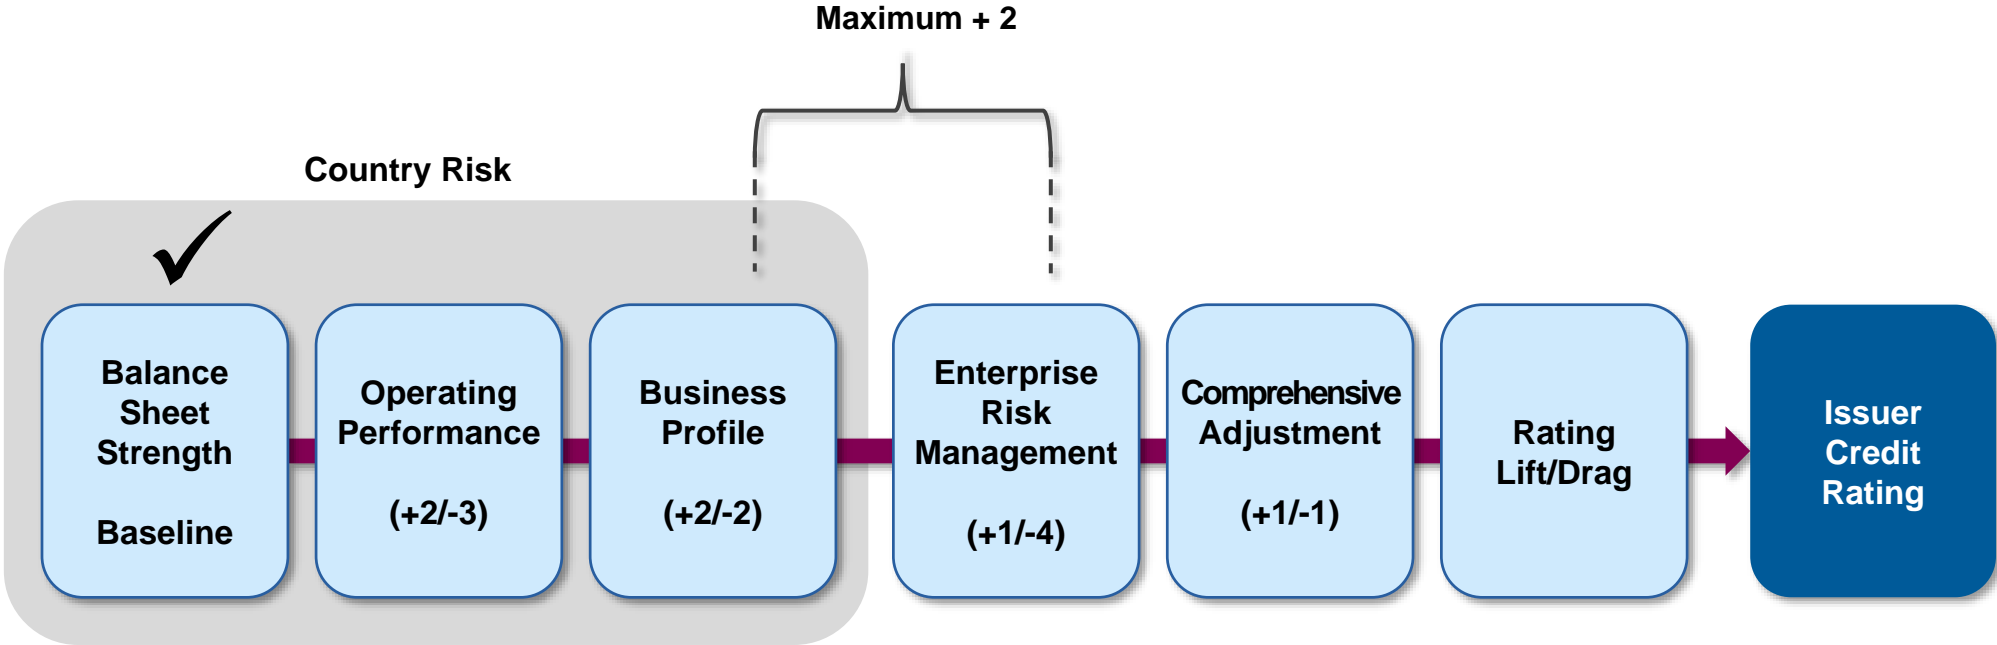 Maximum + 2
Country Risk
Balance
Sheet
Strength
Baseline
Operating
Performance
(+2/-3)
Business
Profile
(+2/-2)
Enterprise
Risk
Management
(+1/-4)
Comprehensive
Adjustment
(+1/-1)
Rating
Lift/Drag
Issuer
Credit
Rating